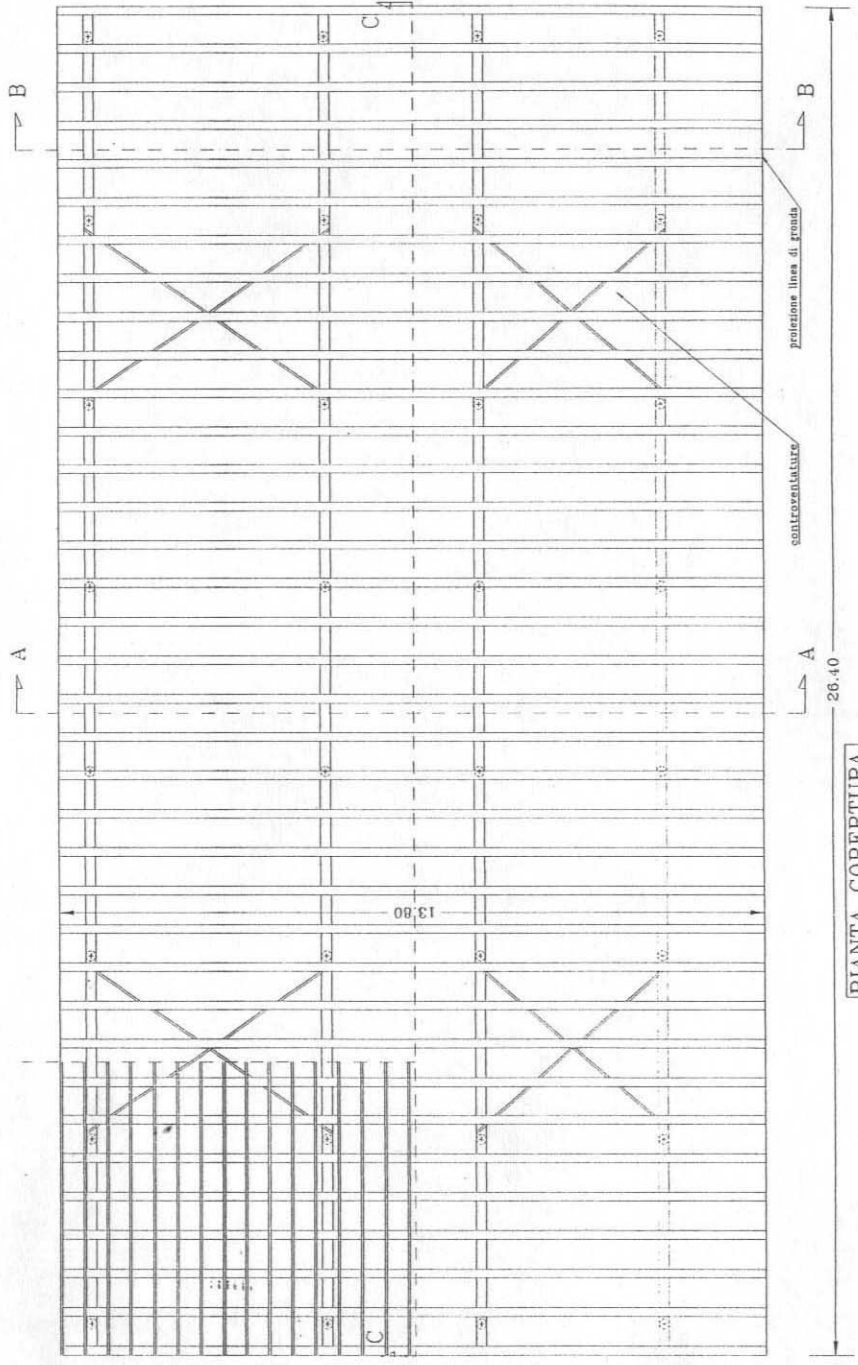 B
B
A
A
C
C
proiezione linea di gronda
controventature
13.80
26.40
PIANTA COPERTURA